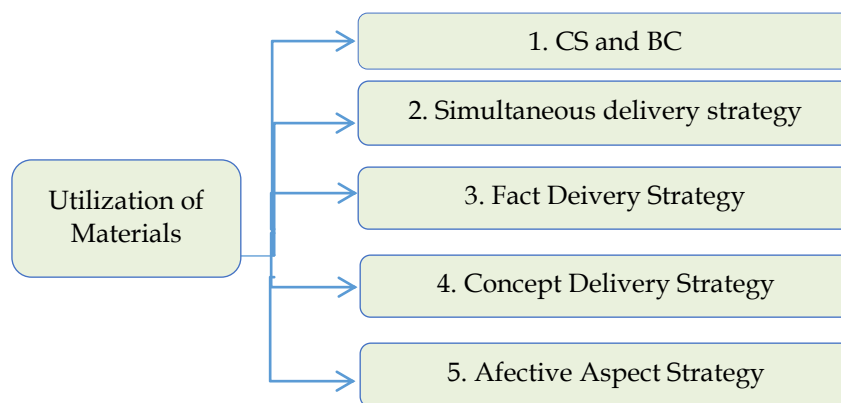 1. CS and BC
2. Simultaneous delivery strategy
Utilization of
Materials
3. Fact Deivery Strategy
4. Concept Delivery Strategy
5. Afective Aspect Strategy